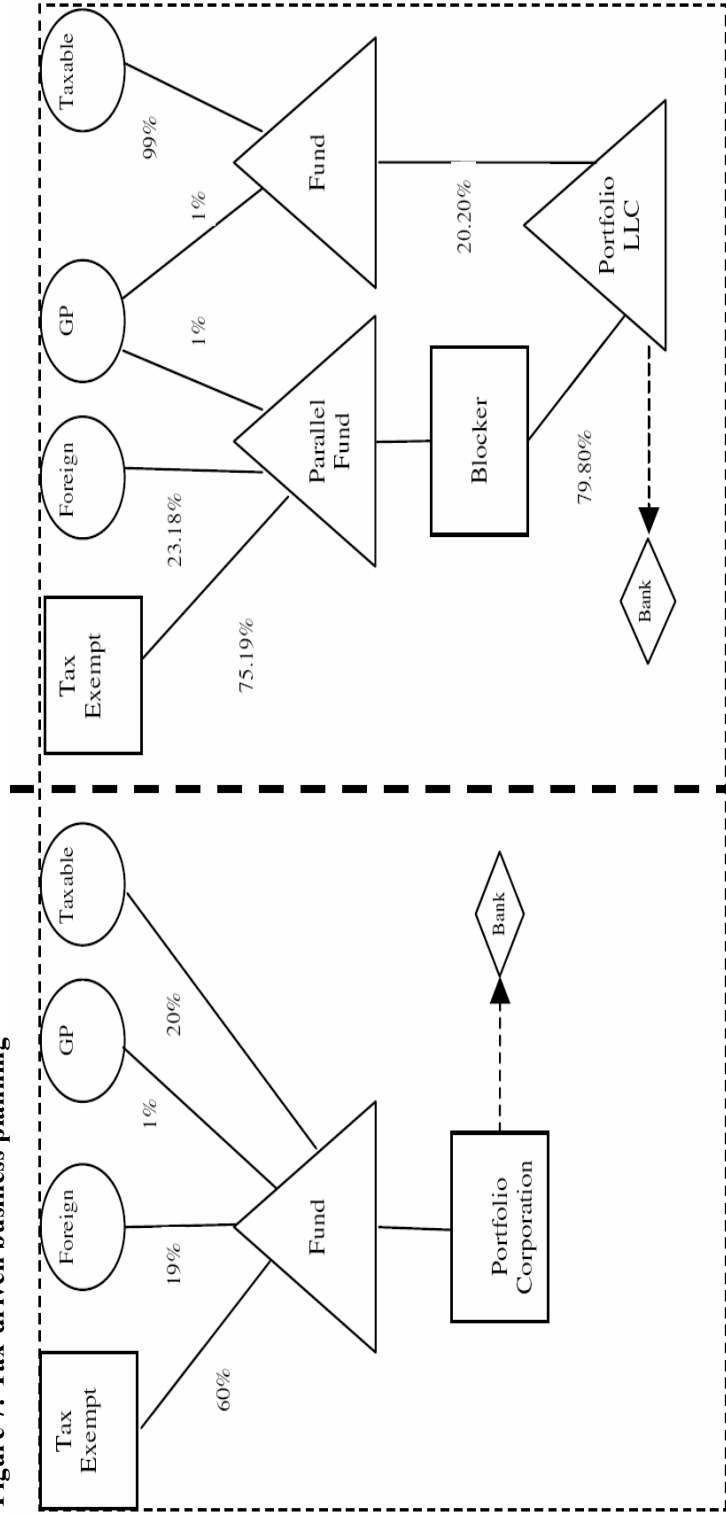 Figure 7. Tax-driven business planning
Tax
Exempt
Foreign
GP
Taxable
60%
19%
1%
20%
Fund
Portfolio
Corporation
Bank
Tax
Exempt
Foreign
GP
Taxable
75.19%
23.18%
1%
1%
99%
Parallel
Fund
Fund
Blocker
20.20%
79.80%
Portfolio
LLC
Bank